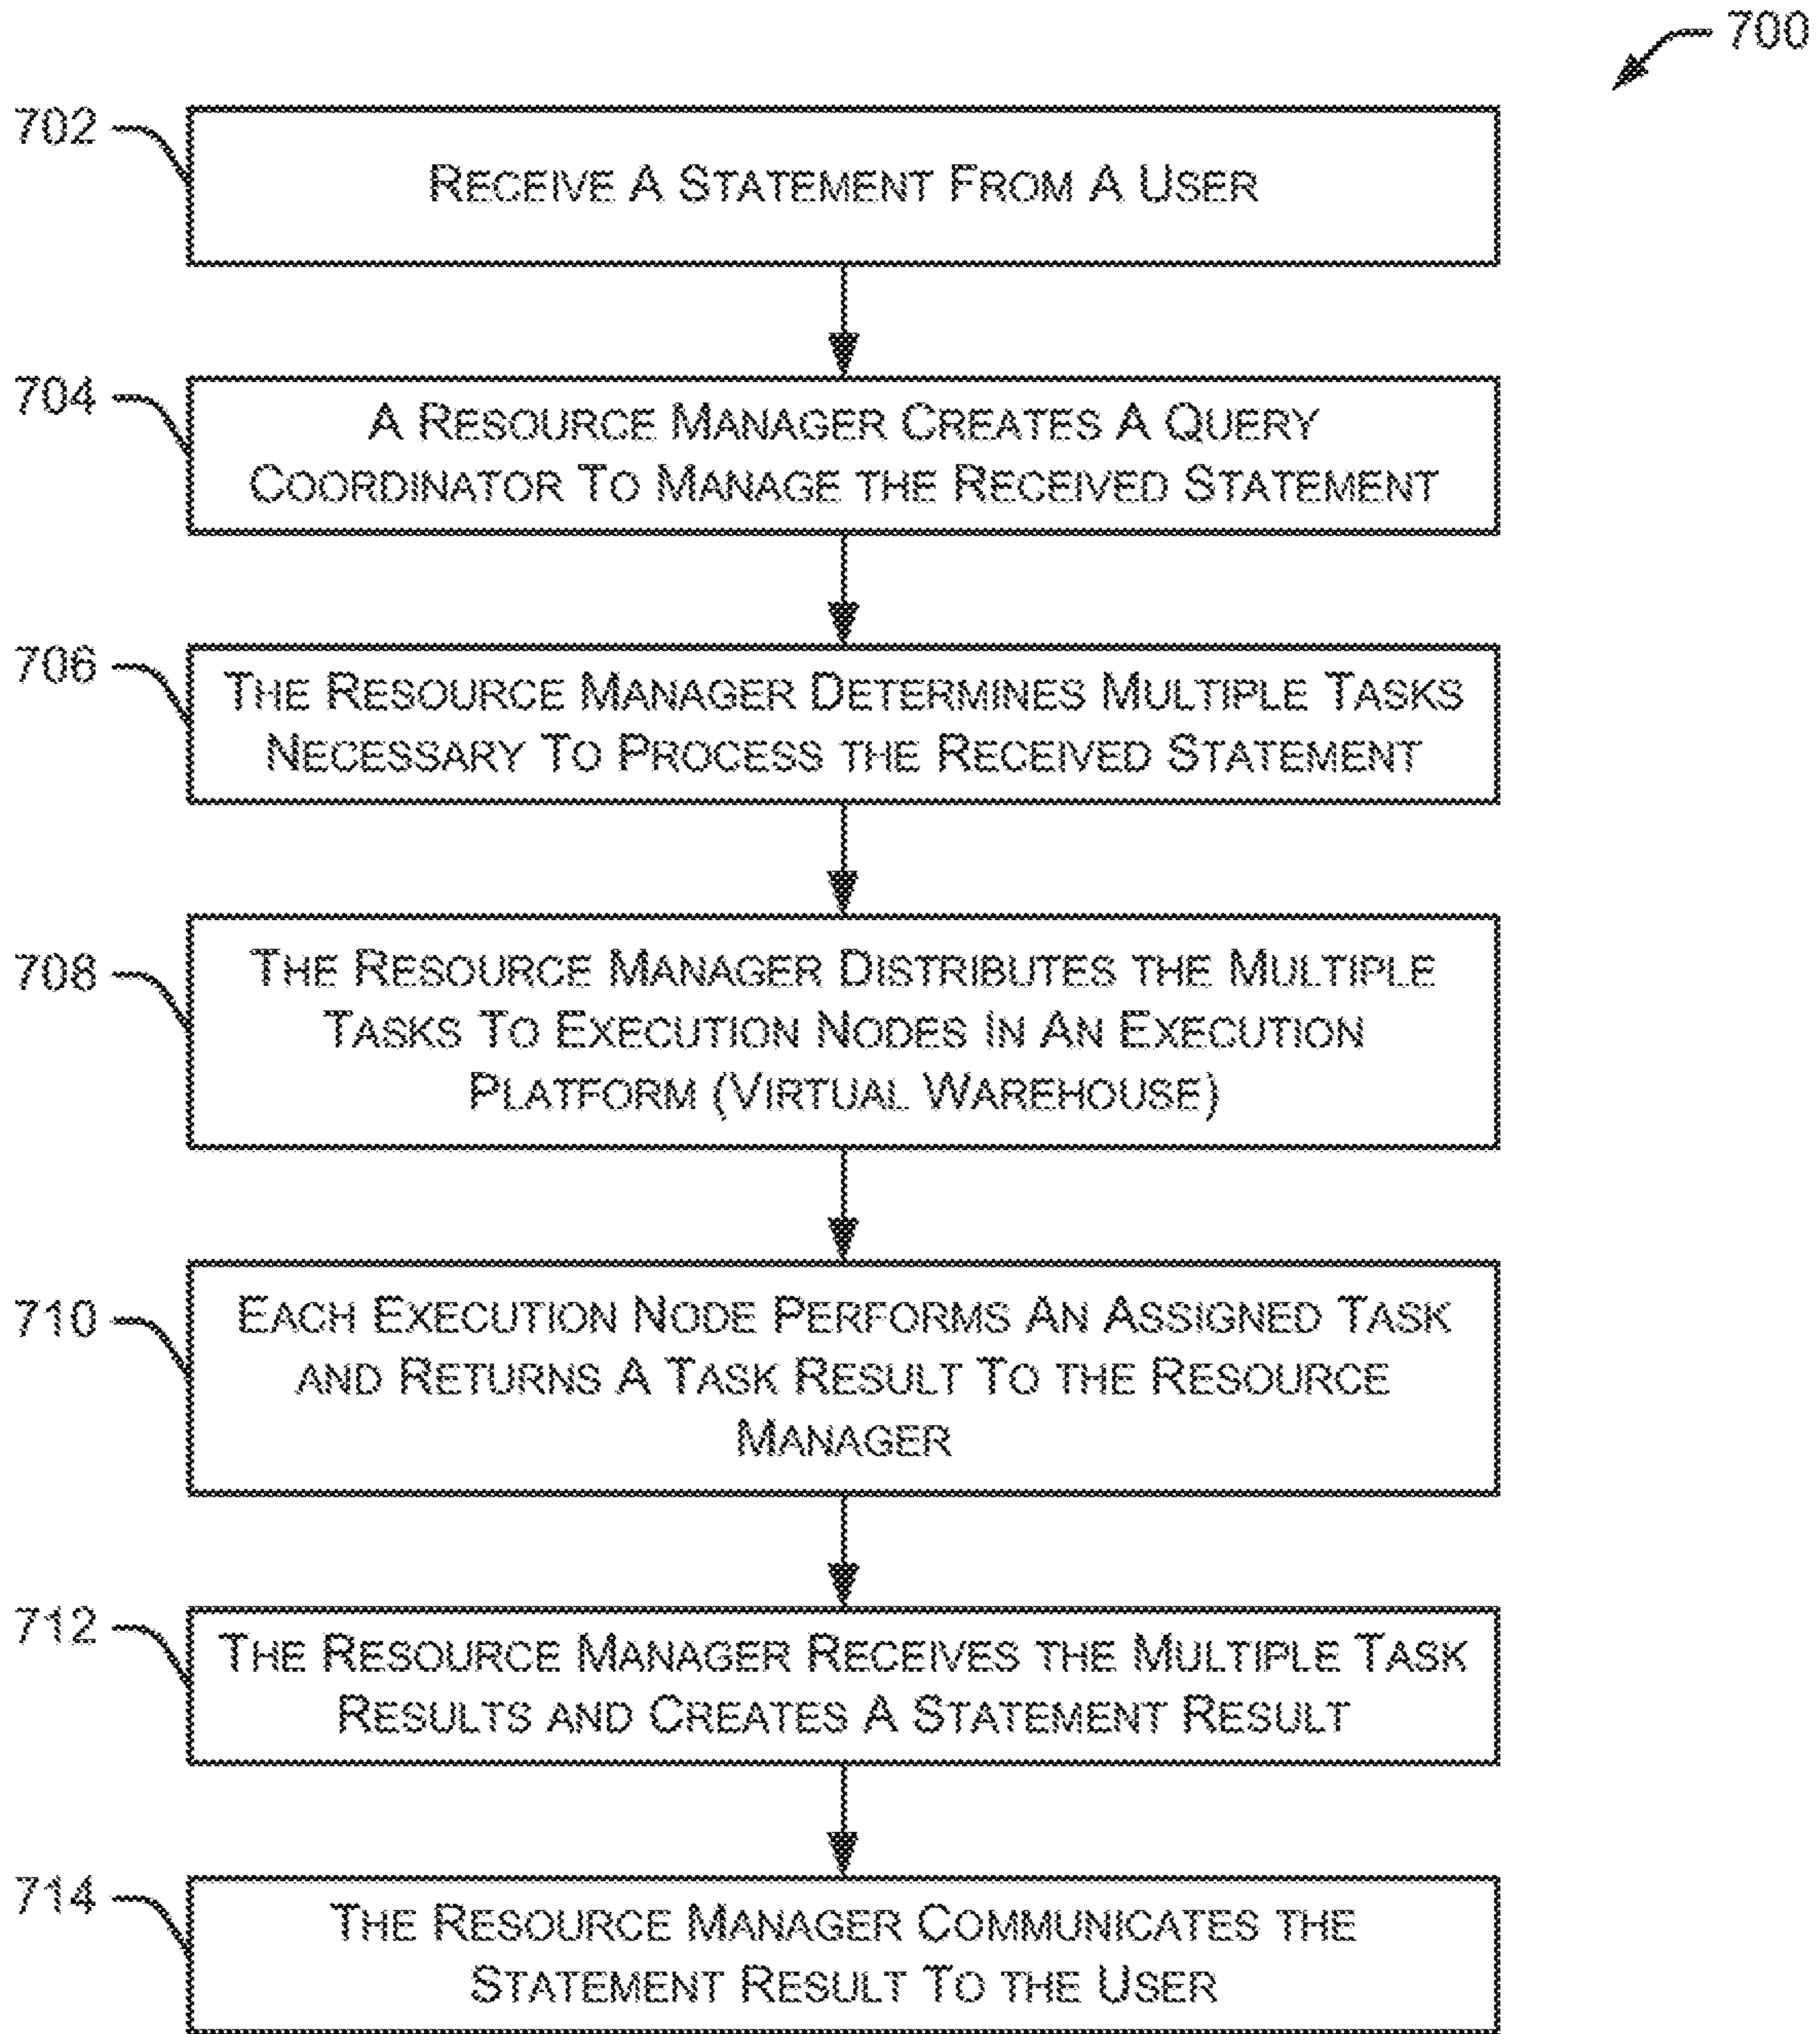 700
702
RECEIVE A STATEMENT FROM A USER
704
A RESOURCE MANAGER CREATES A QUERY
COORDINATOR TO MANAGE THE RECEIVED STATEMENT
706
THE RESOURCE MANAGER DETERMINES MULTIPLE TASKS
NECESSARY TO PROCESS THE RECEIVED STATEMENT
708
THE RESOURCE MANAGER DISTRIBUTES THE MULTIPLE
TASKS TO EXECUTION NODES IN AN EXECUTION
PLATFORM (VIRTUAL WAREHOUSE)
710
EACH EXECUTION NODE PERFORMS AN ASSIGNED TASK
AND RETURNS A TASK RESULT TO THE RESOURCE
MANAGER
712
THE RESOURCE MANAGER RECEIVES THE MULTIPLE TASK
RESULTS AND CREATES A STATEMENT RESULT
714
THE RESOURCE MANAGER COMMUNICATES THE
STATEMENT RESULT TO THE USER